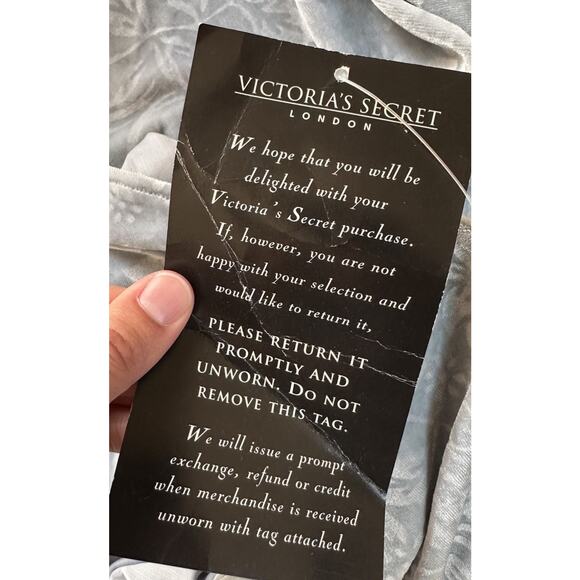 VICTORIA'S SECRET
LONDON
We hope that you will be
delighted with your
Victoria's Secret purchase.
If, however, you are not
happy with your selection and
would like to return it,
PLEASE RETURN IT
PROMPTLY AND
UNWORN. DO NOT
REMOVE THIS TAG.
We will issue a prompt
exchange, refund or credit
when merchandise is received
unworn with tag attached.